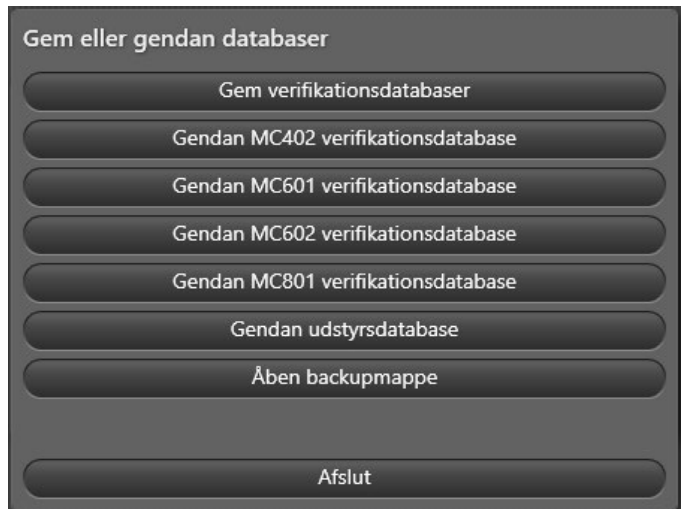 Gem eller gendan databaser
Gem verifikationsdatabaser
Gendan MC402 verifikationsdatabase
Gendan MC601 verifikationsdatabase
Gendan MC602 verifikationsdatabase
Gendan MC801 verifikationsdatabase
Gendan udstyrsdatabase
Åben backupmappe
Afslut